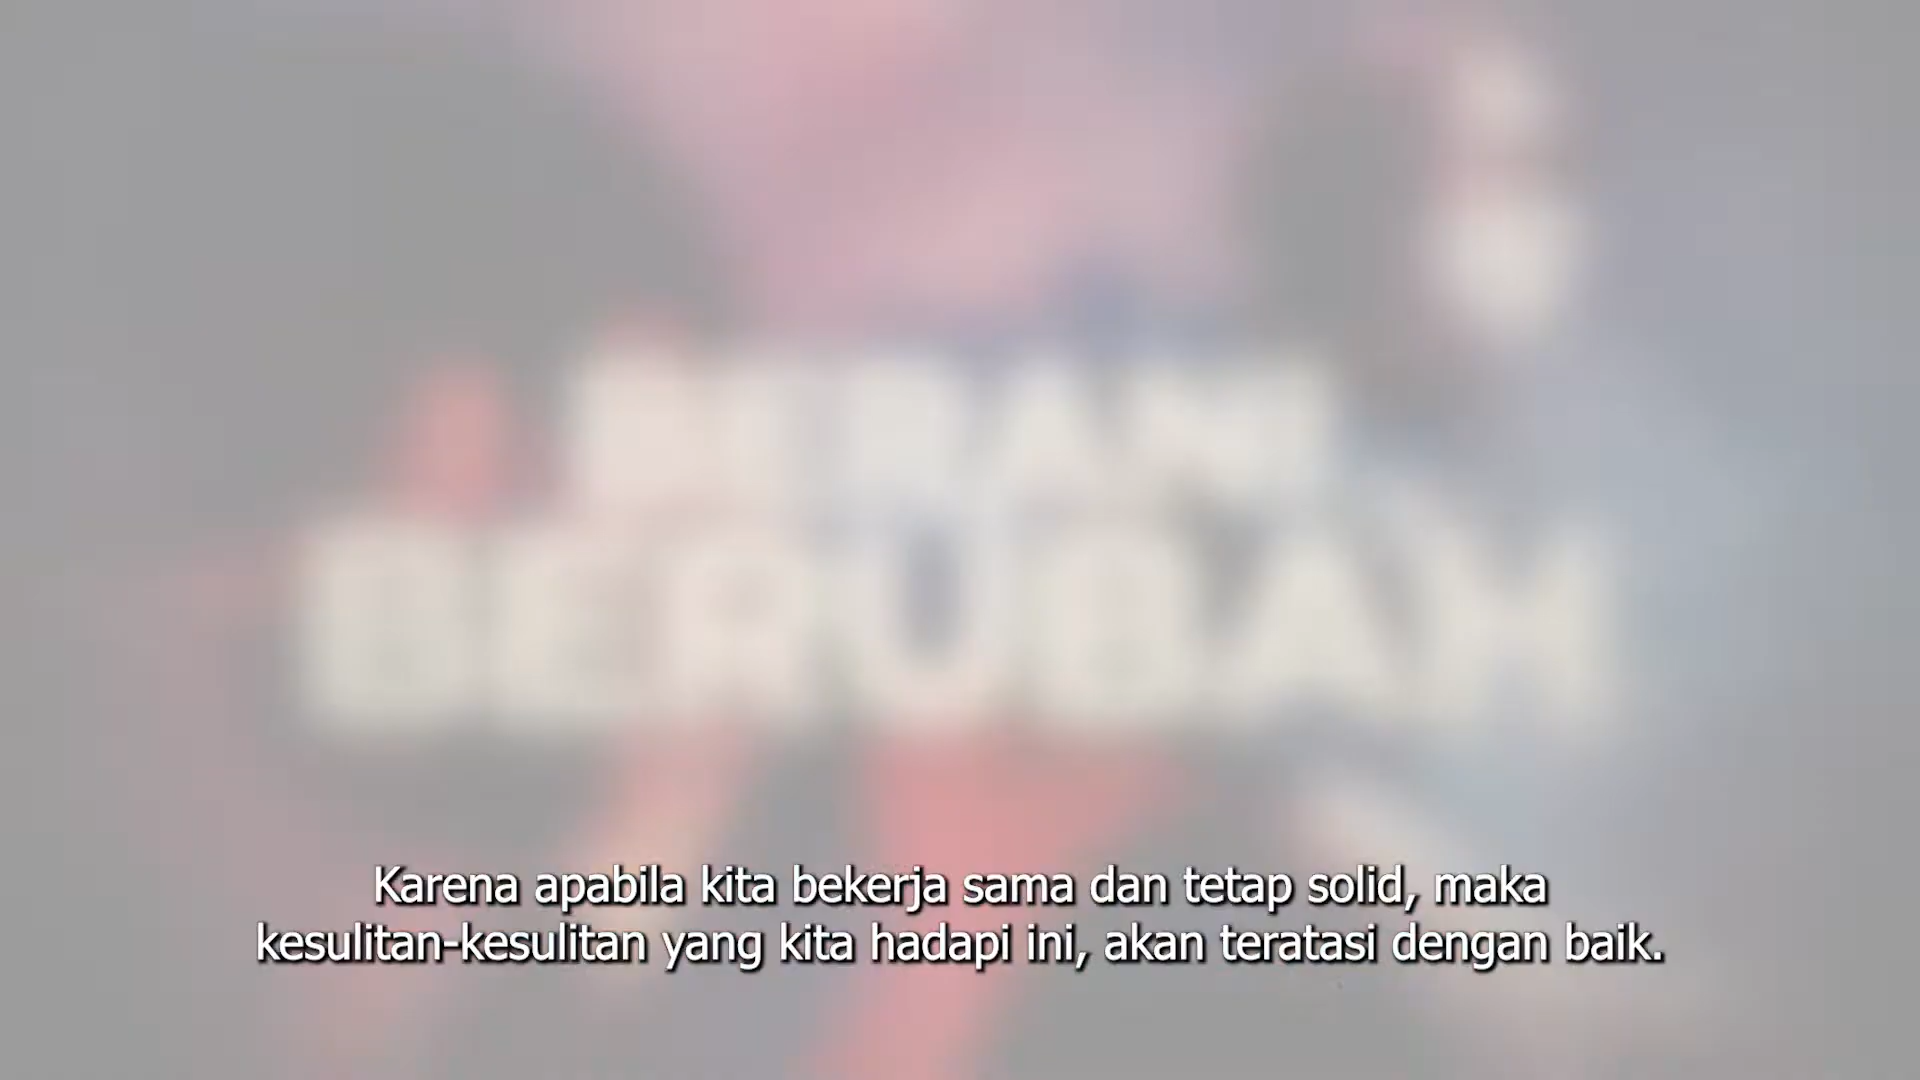 BERUBAH
Karena apabila kita bekerja sama dan tetap solid, maka
kesulitan-kesulitan yang kita hadapi ini, akan teratasi dengan baik.